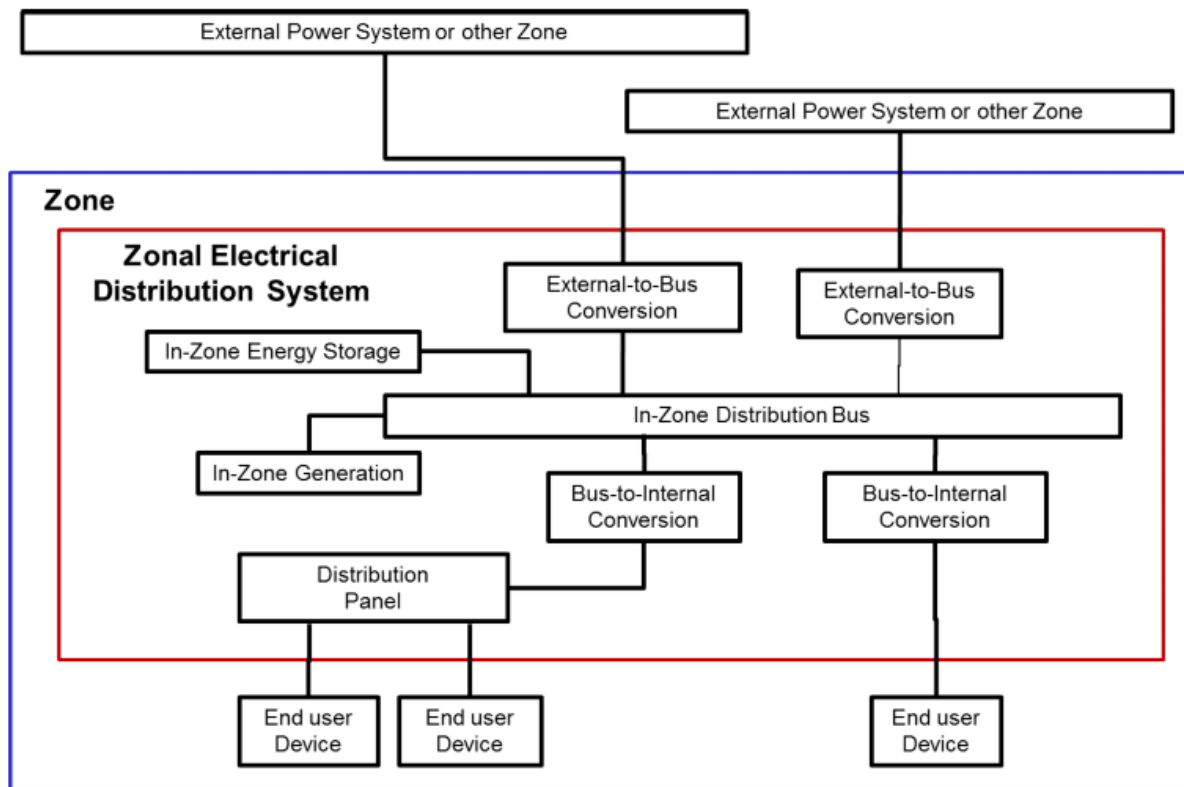 External Power System or other Zone
External Power System or other Zone
Zone
Zonal Electrical
Distribution System
External-to-Bus
Conversion
External-to-Bus
Conversion
In-Zone Energy Storage
In-Zone Distribution Bus
In-Zone Generation
Bus-to-Internal
Conversion
Bus-to-Internal
Conversion
Distribution
Panel
End user
Device
End user
Device
End user
Device